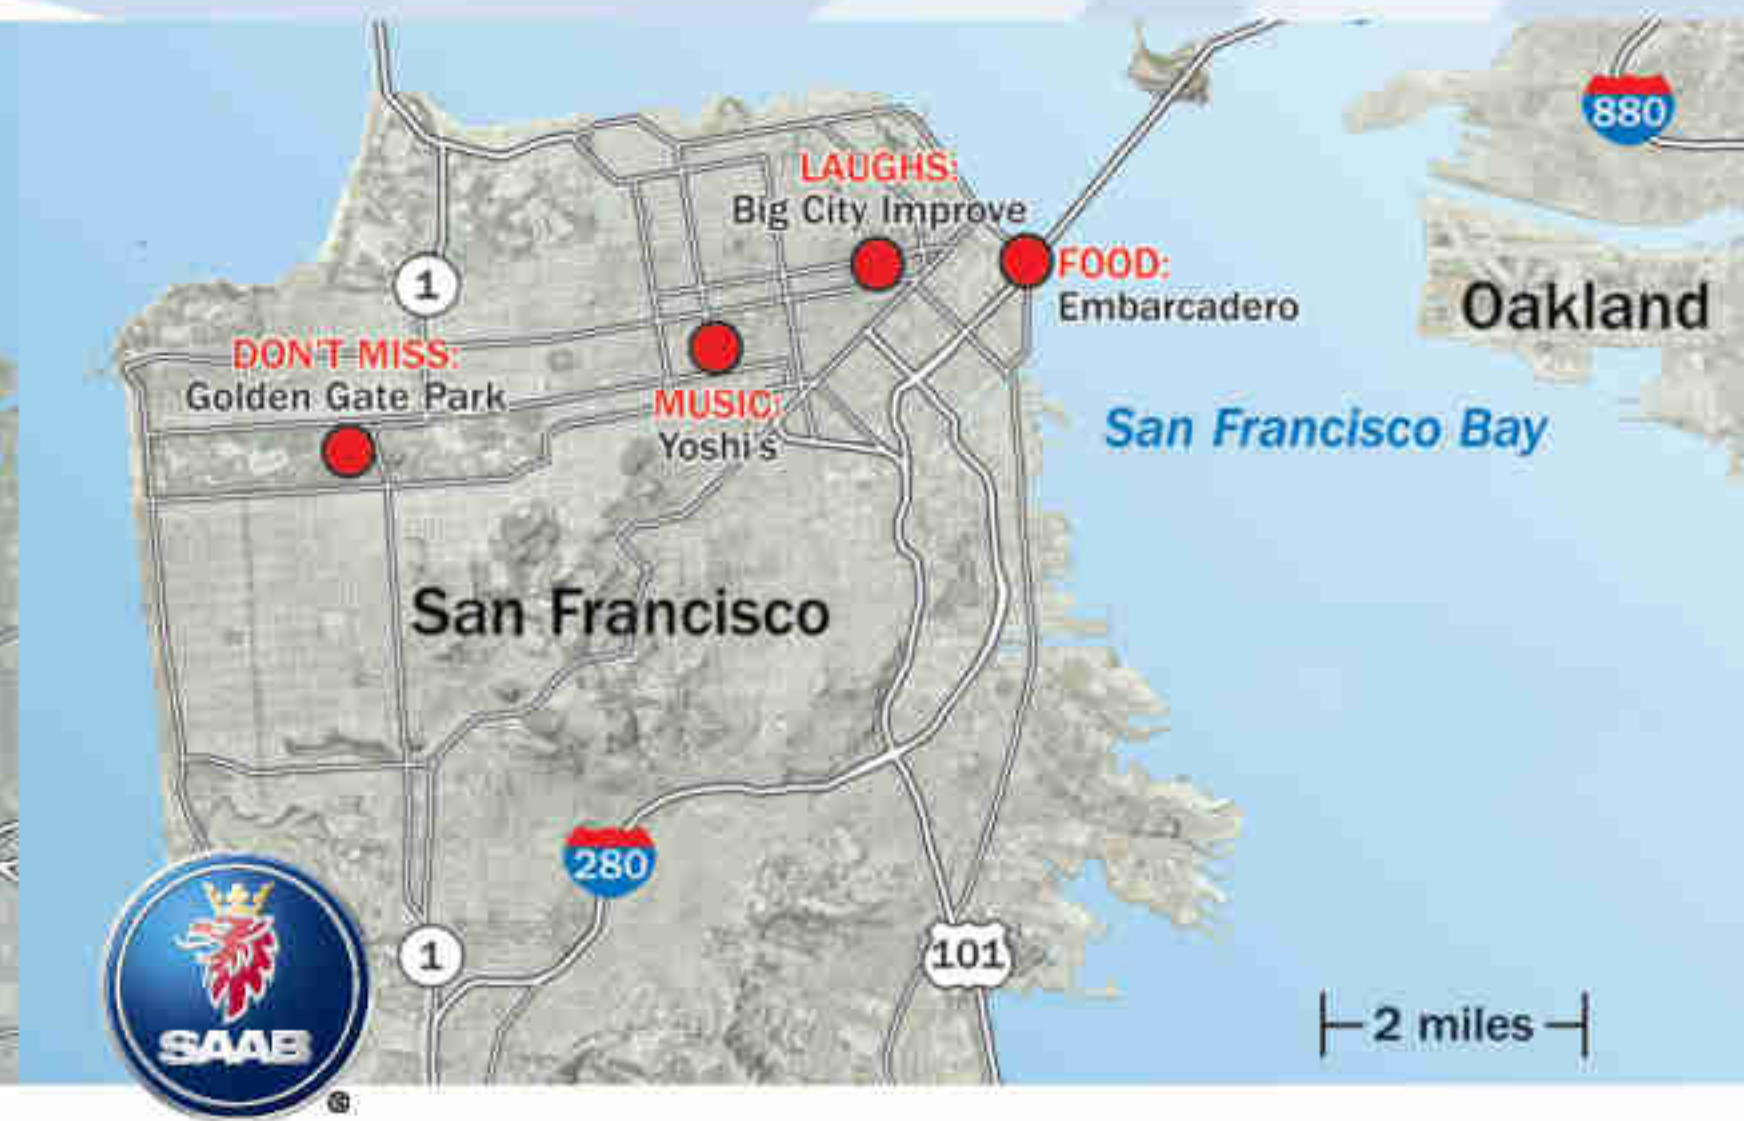 880
LAUGHS:
Big City Improve
1
FOOD:
Embarcadero
Oakland
DON'T MISS:
Golden Gate Park
MUSIC:
Yoshi's
San Francisco Bay
San Francisco
280
1
101
2 miles
SAAB
®